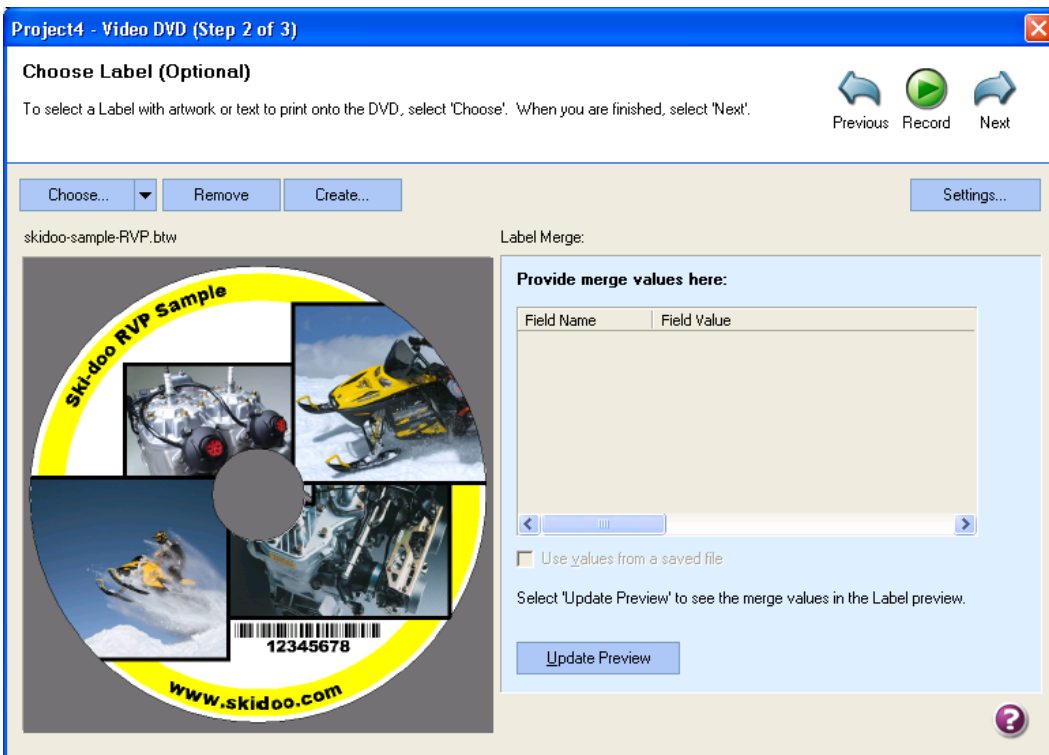 Project4 - Video DVD (Step 2 of 3)
Choose Label (Optional)
To select a Label with artwork or text to print onto the DVD, select 'Choose'. When you are finished, select 'Next'.
Previous Record Next
Choose... Remove Create... Settings...
skidoo-sample-RVP.btw
Label Merge:
Ski-doo RVP Sample
12345678
www.skidoo.com
Provide merge values here:
Field Name Field Value
Use values from a saved file
Select 'Update Preview' to see the merge values in the Label preview.
Update Preview